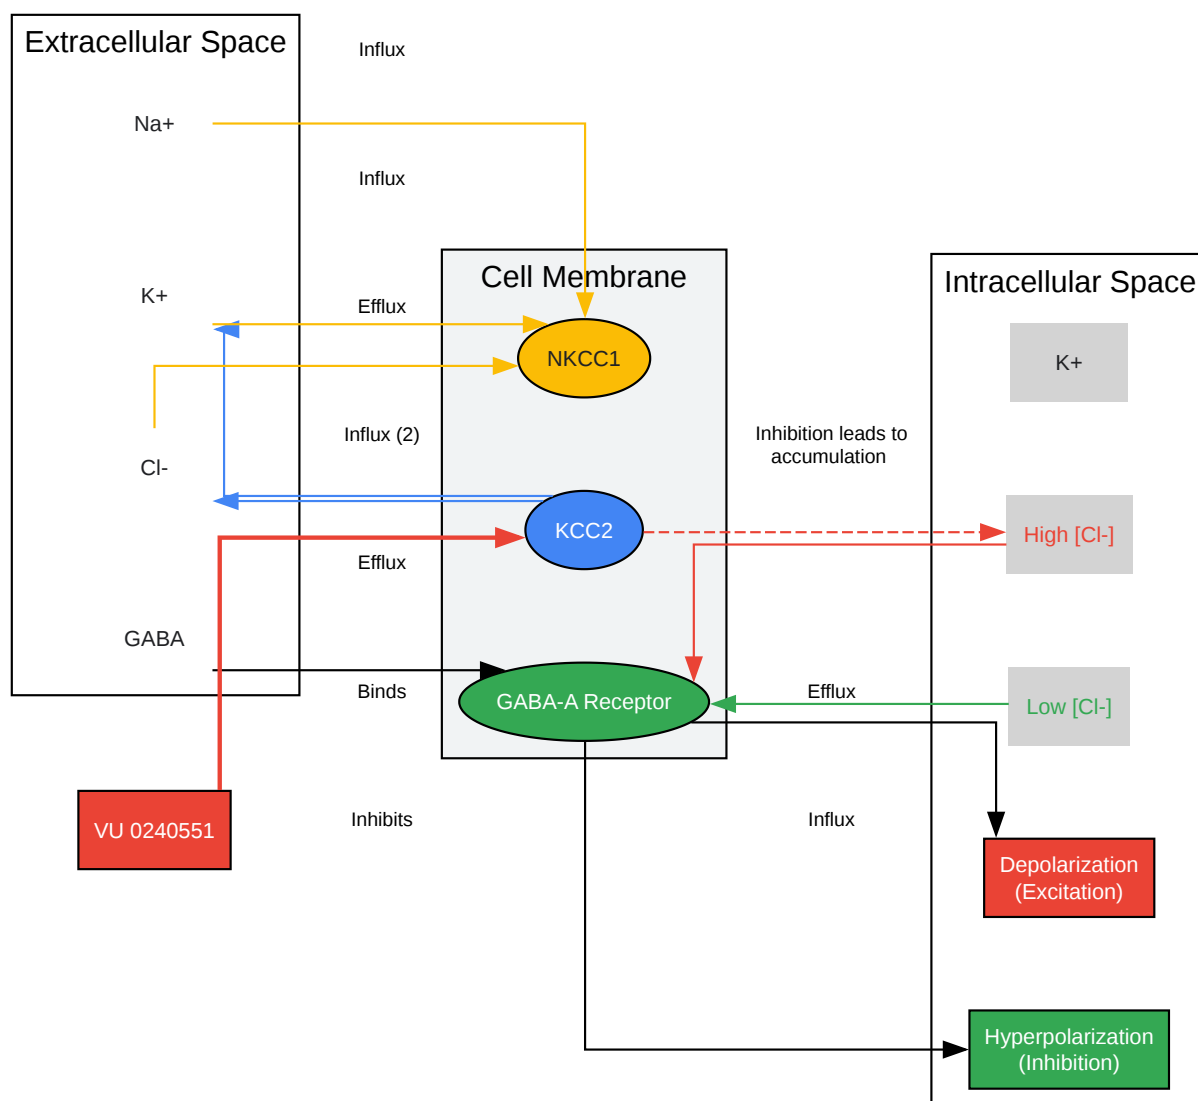 Extracellular Space
Influx
Na+
Influx
Cell Membrane
Intracellular Space
K+
Efflux
NKCC1
K+
Influx (2)
Inhibition leads to
accumulation
Cl-
KCC2
High [Cl-]
Efflux
GABA
Binds
GABA-A Receptor
Efflux
Low [Cl-]
VU 0240551
Inhibits
Influx
Depolarization
(Excitation)
Hyperpolarization
(Inhibition)